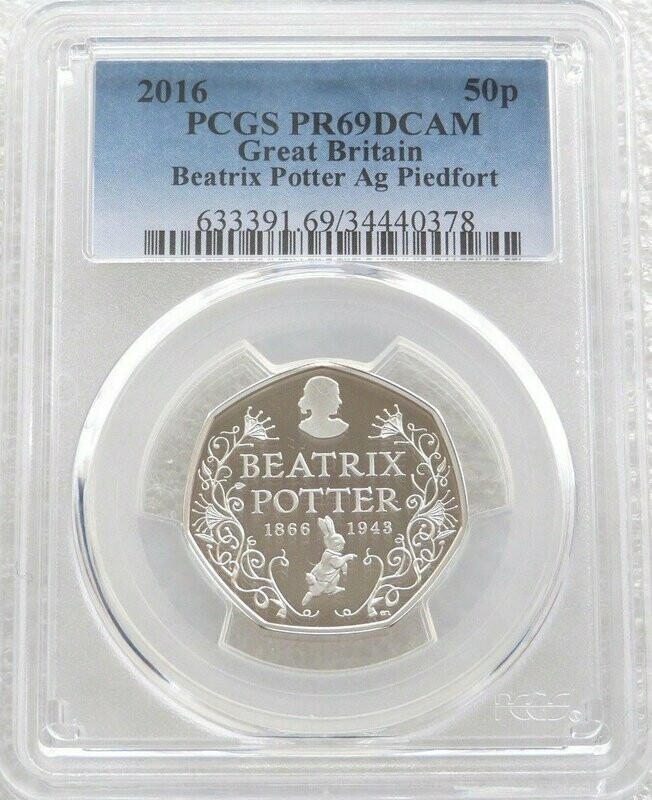 2016 50p
PCGS PR69DCAM
Great Britain
Beatrix Potter Ag Piedfort
633391.69/34440378
BEATRIX
POTTER
1866 1943
PCGS